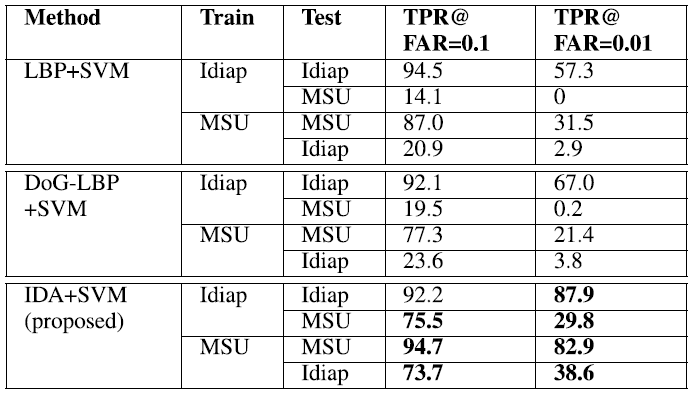 Method Train Test TPR@ TPR@
FAR=0.1 FAR=0.01
LBP+SVM Idiap Idiap 94.5 57.3
MSU 14.1 0
MSU MSU 87.0 31.5
Idiap 20.9 2.9
DoG-LBP Idiap Idiap 92.1 67.0
+SVM MSU 19.5 0.2
MSU MSU 77.3 21.4
Idiap 23.6 3.8
IDA+SVM Idiap Idiap 92.2 87.9
(proposed) MSU 75.5 29.8
MSU MSU 94.7 82.9
Idiap 73.7 38.6